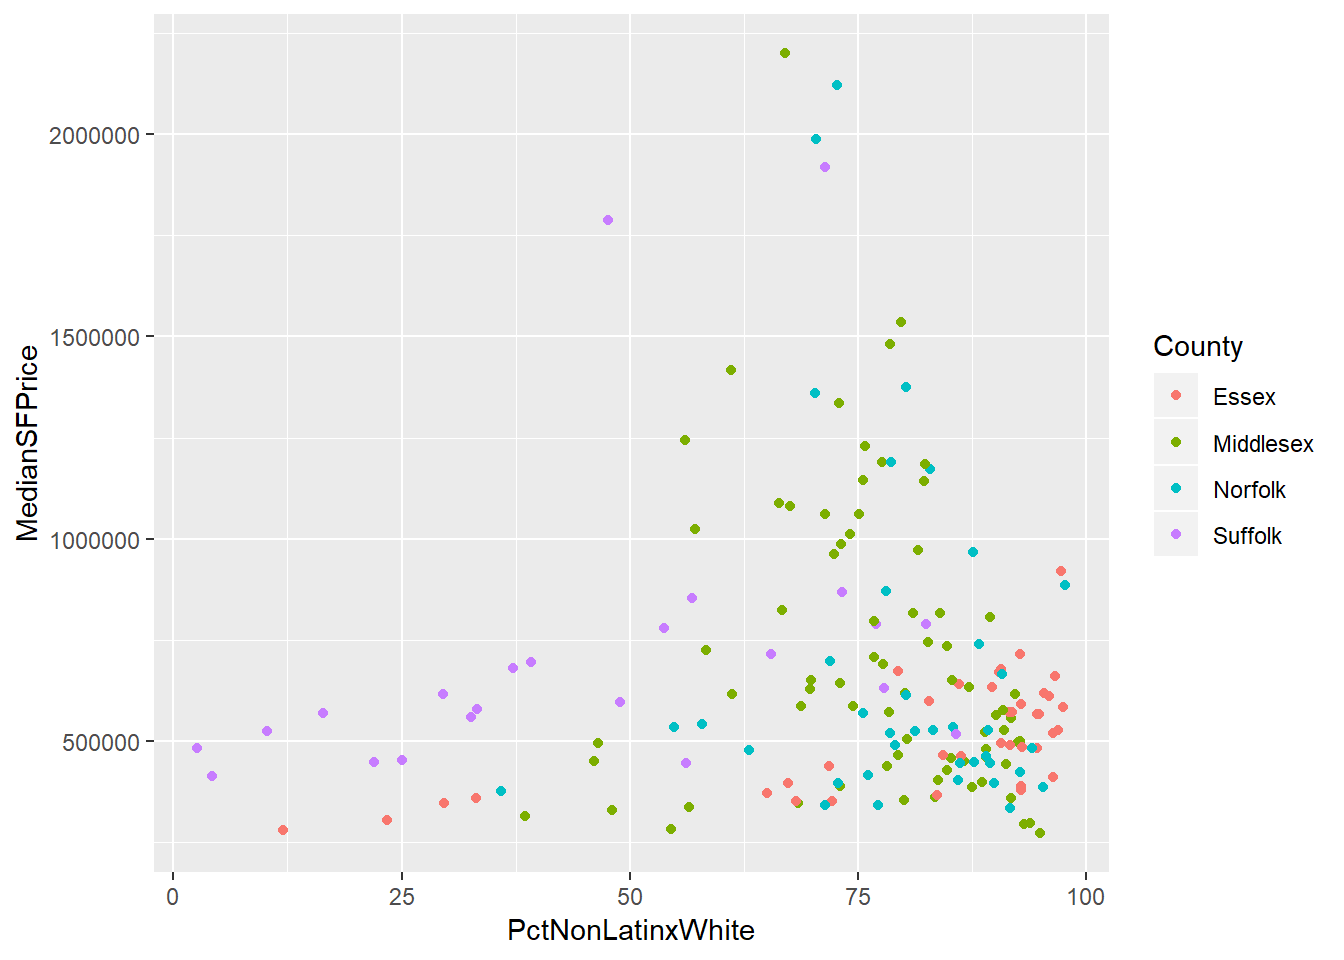 2000000
1500000
1000000
500000
MedianSFPrice
0 25 50 75 100
PctNonLatinxWhite
County
Essex
Middlesex
Norfolk
Suffolk